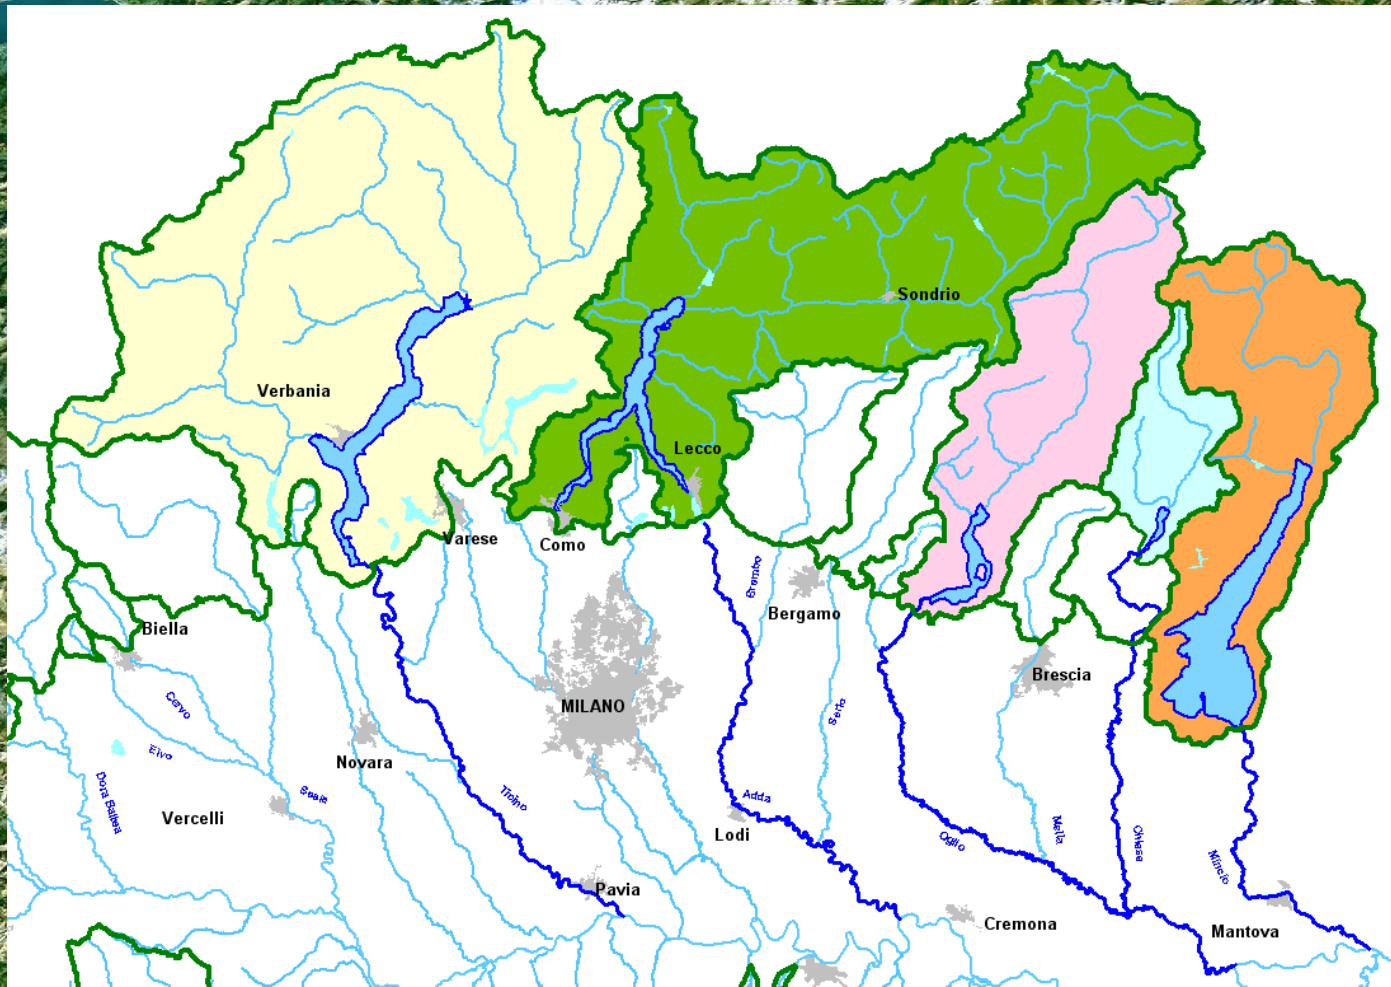 Sondrio
Verbania
Lecco
Varese
Como
Brembo
Bergamo
Biella
Brescia
Cervo
MILANO
Serio
Elvo
Novara
Dora Baltea
Sesia
Ticino
Adda
Vercelli
Lodi
Oglio
Mella
Chiese
Mincio
Pavia
Cremona
Mantova